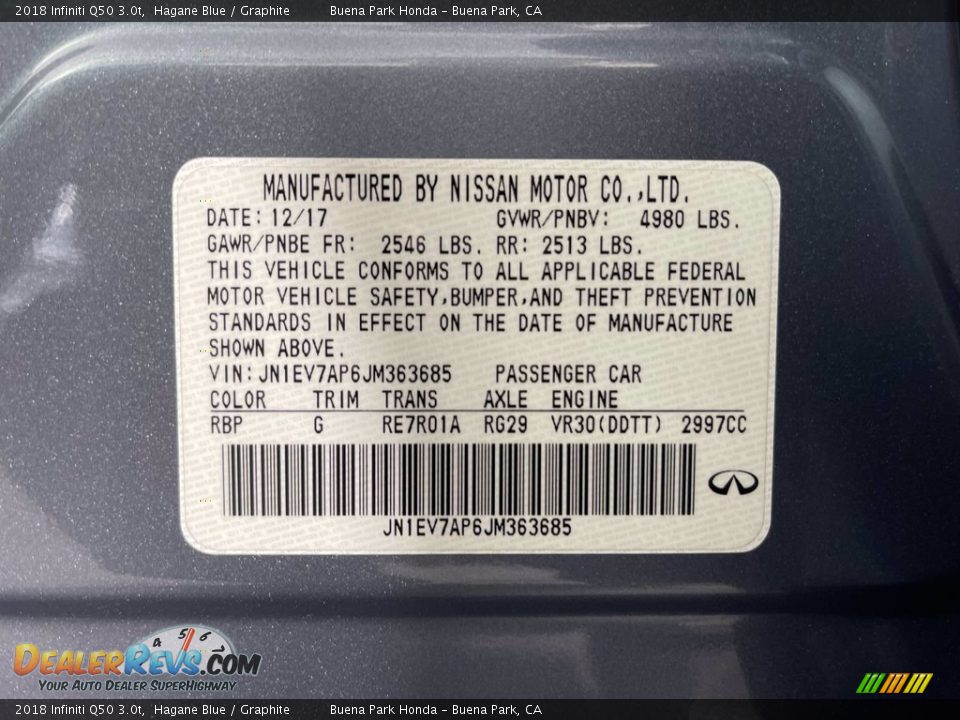 2018 Infiniti Q50 3.0t, Hagane Blue / Graphite Buena Park Honda - Buena Park, CA
MANUFACTURED BY NISSAN MOTOR CO.,LTD.
DATE: 12/17 GVWR/PNBV: 4980 LBS.
GAWR/PNBE FR: 2546 LBS. RR: 2513 LBS.
THIS VEHICLE CONFORMS TO ALL APPLICABLE FEDERAL
MOTOR VEHICLE SAFETY,BUMPER,AND THEFT PREVENTION
STANDARDS IN EFFECT ON THE DATE OF MANUFACTURE
SHOWN ABOVE.
VIN: JN1EV7AP6JM363685 PASSENGER CAR
COLOR TRIM TRANS AXLE ENGINE
RBP G RE7R01A RG29 VR30(DDTT) 2997CC
JN1EV7AP6JM363685
4 5 6
DEALERREVS.COM
YOUR AUTO DEALER SUPERHIGHWAY
2018 Infiniti Q50 3.0t, Hagane Blue / Graphite Buena Park Honda - Buena Park, CA